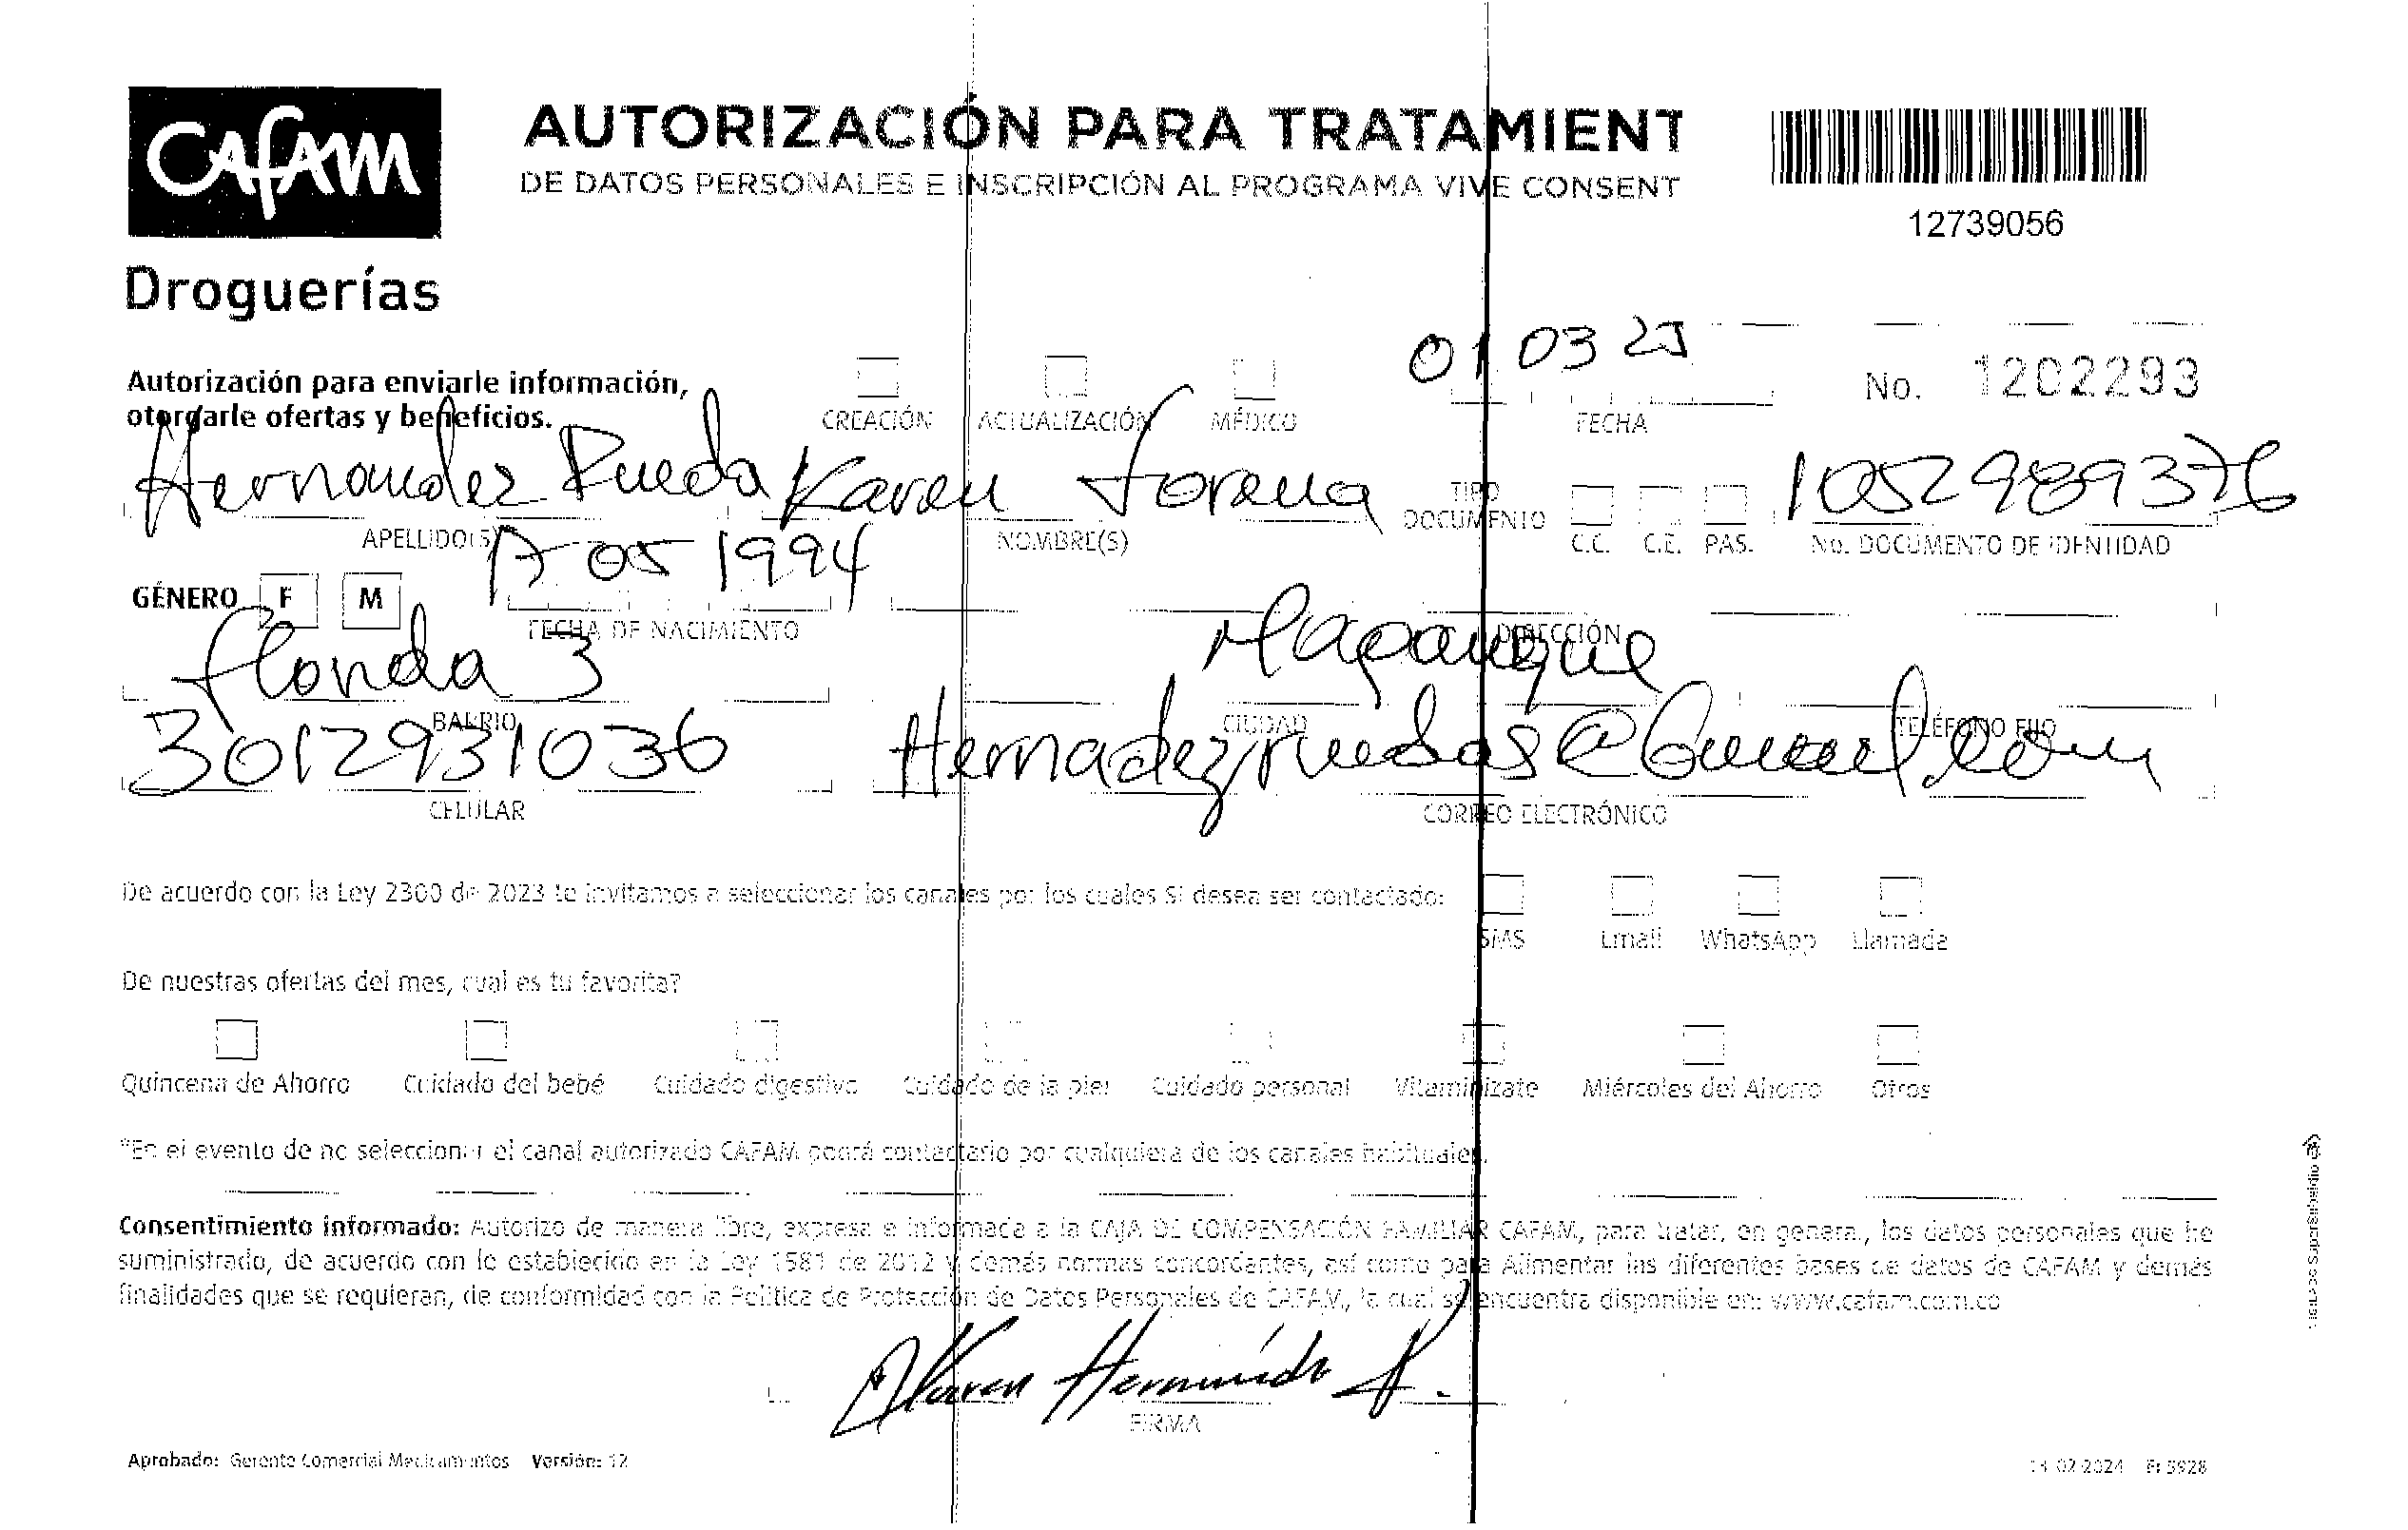 CAFAM
AUTORIZACIÓN PARA TRATAMIENT
DE DATOS PERSONALES E INSCRIPCIÓN AL PROGRAMA VIVE CONSENT
12739056
Droguerías
01 03 25
Autorización para enviarle información,
otorgarle ofertas y beneficios.
CREACIÓN ACTUALIZACIÓN MÉDICO FECHA
No. 1202293
Hernandez Rueda Karen Lorena 1052989376
APELLIDO(S) NOMBRE(S) TIPO DOCUMENTO C.C. C.E. PAS. No. DOCUMENTO DE IDENTIDAD
17 05 1994
GÉNERO F M
FECHA DE NACIMIENTO DIRECCIÓN
Florida 3 Magangue
BARRIO CIUDAD TELÉFONO FIJO
3012931036 Hernadezruedas@Gmail.com
CELULAR CORREO ELECTRÓNICO
De acuerdo con la Ley 2300 de 2023 te invitamos a seleccionar los canales por los cuales SI desea ser contactado:
SMS Email WhatsApp Llamada
De nuestras ofertas del mes, cual es tu favorita?
Quincena de Ahorro Cuidado del bebé Cuidado digestivo Cuidado de la piel Cuidado personal Vitaminízate Miércoles del Ahorro Otros
*En el evento de no seleccionar el canal autorizado CAFAM podrá contactarlo por cualquiera de los canales habituales.
Consentimiento informado: Autorizo de manera libre, expresa e informada a la CAJA DE COMPENSACIÓN FAMILIAR CAFAM, para tratar, en general, los datos personales que he
suministrado, de acuerdo con lo establecido en la Ley 1581 de 2012 y demás normas concordantes, así como para Alimentar las diferentes bases de datos de CAFAM y demás
finalidades que se requieran, de conformidad con la Política de Protección de Datos Personales de CAFAM, la cual se encuentra disponible en: www.cafam.com.co
Karen Hernández R.
FIRMA
Aprobado: Gerente Comercial Medicamentos Versión: 12
02-2024 F: 5928